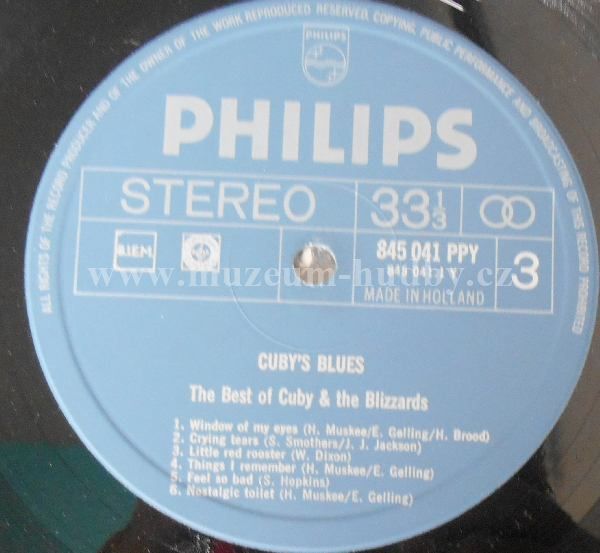 ALL RIGHTS OF THE RECORD PRODUCER AND OF THE OWNER OF THE WORK REPRODUCED RESERVED. COPYING, PUBLIC PERFORMANCE AND BROADCASTING OF THIS RECORD PROHIBITED
PHILIPS
PHILIPS
STEREO 33⅓
B.I.E.M. 845 041 PPY 3
845 041 1 Y
MADE IN HOLLAND
www.muzeum-hudby.cz
CUBY'S BLUES
The Best of Cuby & the Blizzards
1. Window of my eyes (H. Muskee/E. Gelling/H. Brood)
2. Crying tears (S. Smothers/J. J. Jackson)
3. Little red rooster (W. Dixon)
4. Things I remember (H. Muskee/E. Gelling)
5. Feel so bad (S. Hopkins)
6. Nostalgic toilet (H. Muskee/E. Gelling)